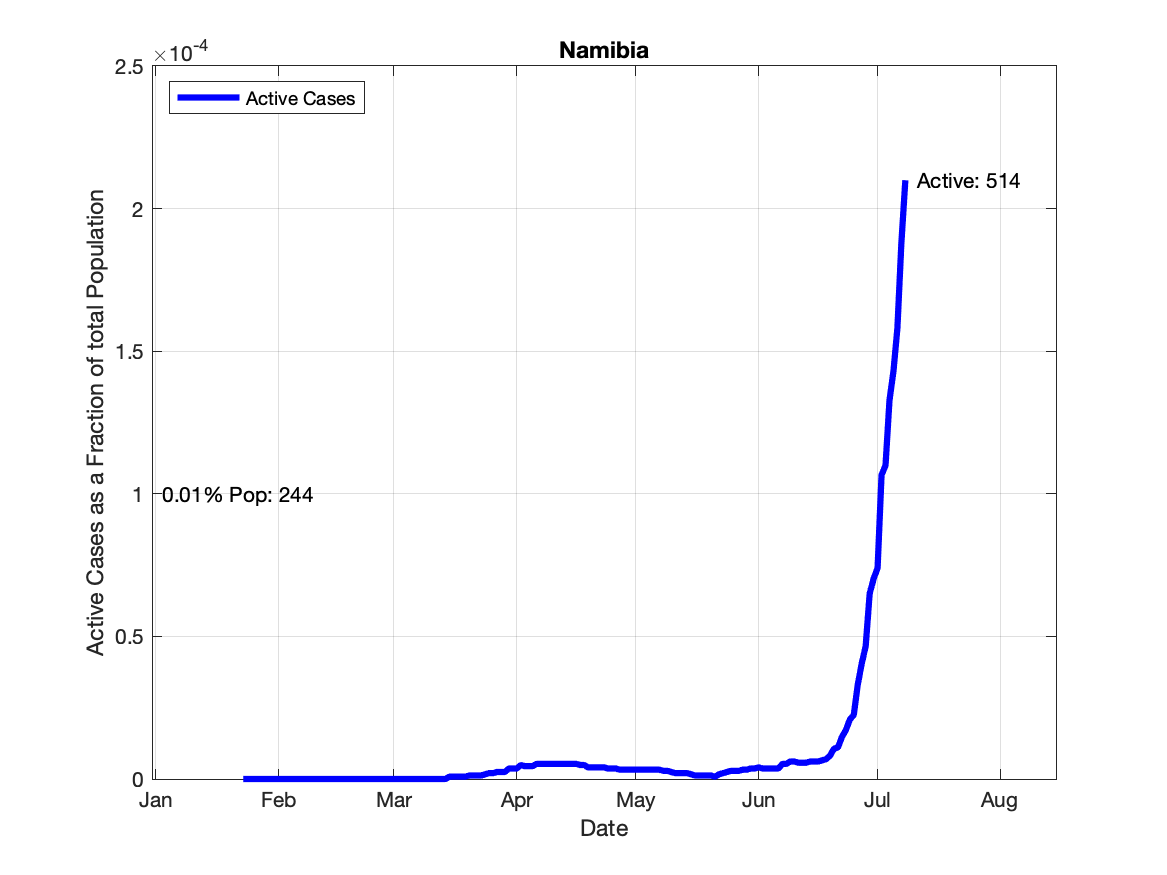 Namibia
×10-4
2.5
2
1.5
1
0.5
0
Active Cases
Active: 514
0.01% Pop: 244
Active Cases as a Fraction of total Population
Jan Feb Mar Apr May Jun Jul Aug
Date